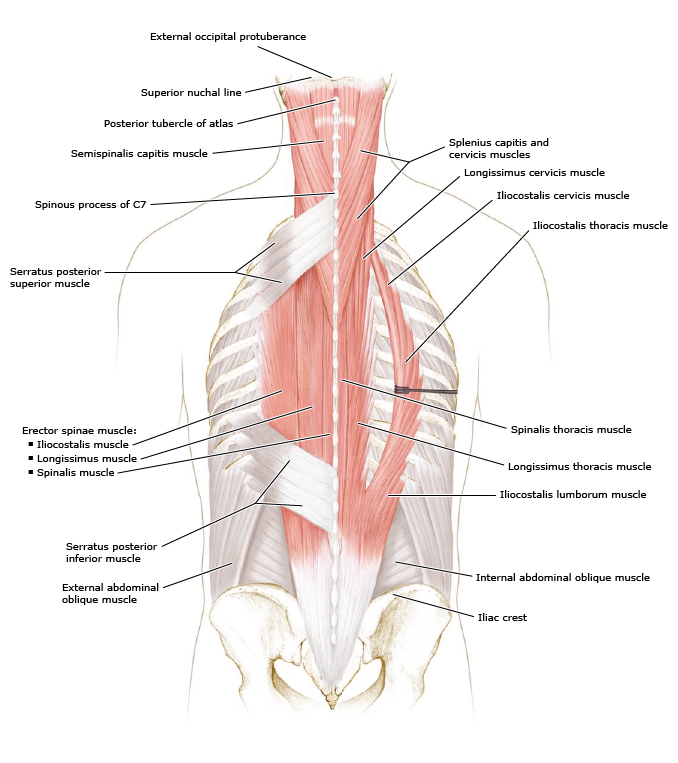 External occipital protuberance
Superior nuchal line
Posterior tubercle of atlas
Semispinalis capitis muscle
Spinous process of C7
Serratus posterior
superior muscle
Erector spinae muscle:
▪ Iliocostalis muscle
▪ Longissimus muscle
▪ Spinalis muscle
Serratus posterior
inferior muscle
External abdominal
oblique muscle
Splenius capitis and
cervicis muscles
Longissimus cervicis muscle
Iliocostalis cervicis muscle
Iliocostalis thoracis muscle
Spinalis thoracis muscle
Longissimus thoracis muscle
Iliocostalis lumborum muscle
Internal abdominal oblique muscle
Iliac crest